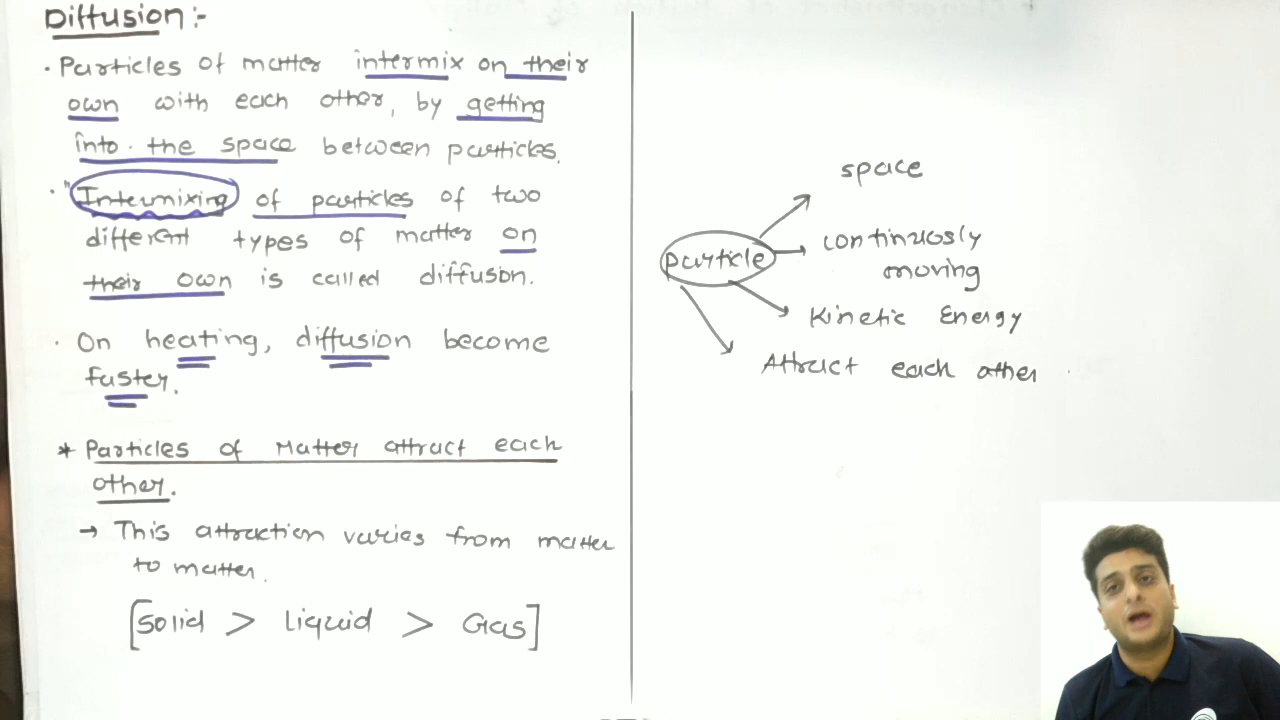 Diffusion :-
· Particles of matter intermix on their
own with each other, by getting
into the space between particles.
· "Intermixing of particles of two
different types of matter on
their own is called diffusion.
· On heating, diffusion become
faster.
* Particles of Matter attract each
other.
→ This attraction varies from matter
to matter.
[Solid > liquid > Gas]
space
particle
continuosly
moving
Kinetic Energy
Attract each other